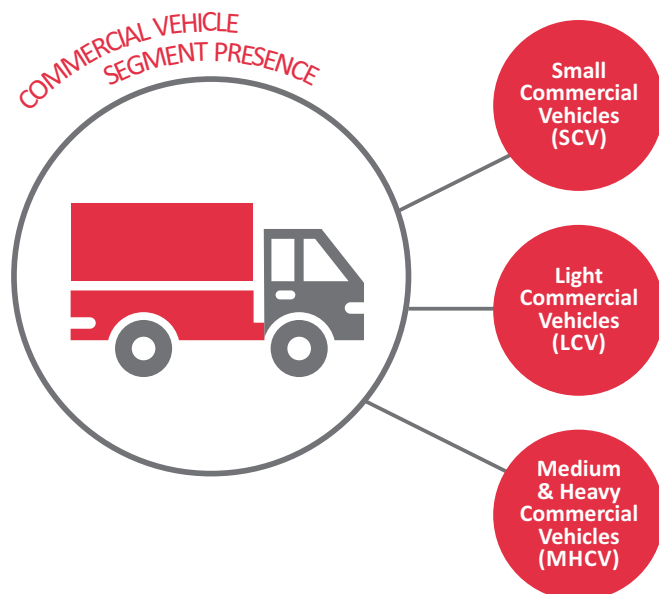 COMMERCIAL VEHICLE
SEGMENT PRESENCE
Small
Commercial
Vehicles
(SCV)
Light
Commercial
Vehicles
(LCV)
Medium
& Heavy
Commercial
Vehicles
(MHCV)